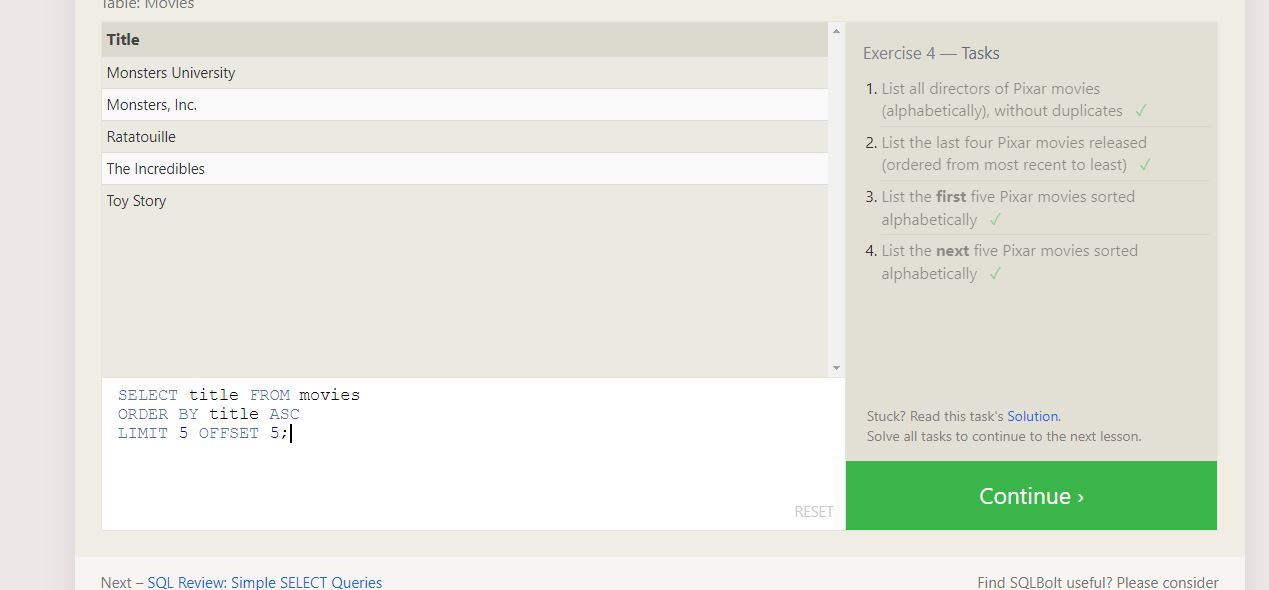 Table: Movies
Title
Monsters University
Monsters, Inc.
Ratatouille
The Incredibles
Toy Story
SELECT title FROM movies
ORDER BY title ASC
LIMIT 5 OFFSET 5;
RESET
Exercise 4 — Tasks
1. List all directors of Pixar movies
(alphabetically), without duplicates ✓
2. List the last four Pixar movies released
(ordered from most recent to least) ✓
3. List the first five Pixar movies sorted
alphabetically ✓
4. List the next five Pixar movies sorted
alphabetically ✓
Stuck? Read this task's Solution.
Solve all tasks to continue to the next lesson.
Continue ›
Next – SQL Review: Simple SELECT Queries
Find SQLBolt useful? Please consider